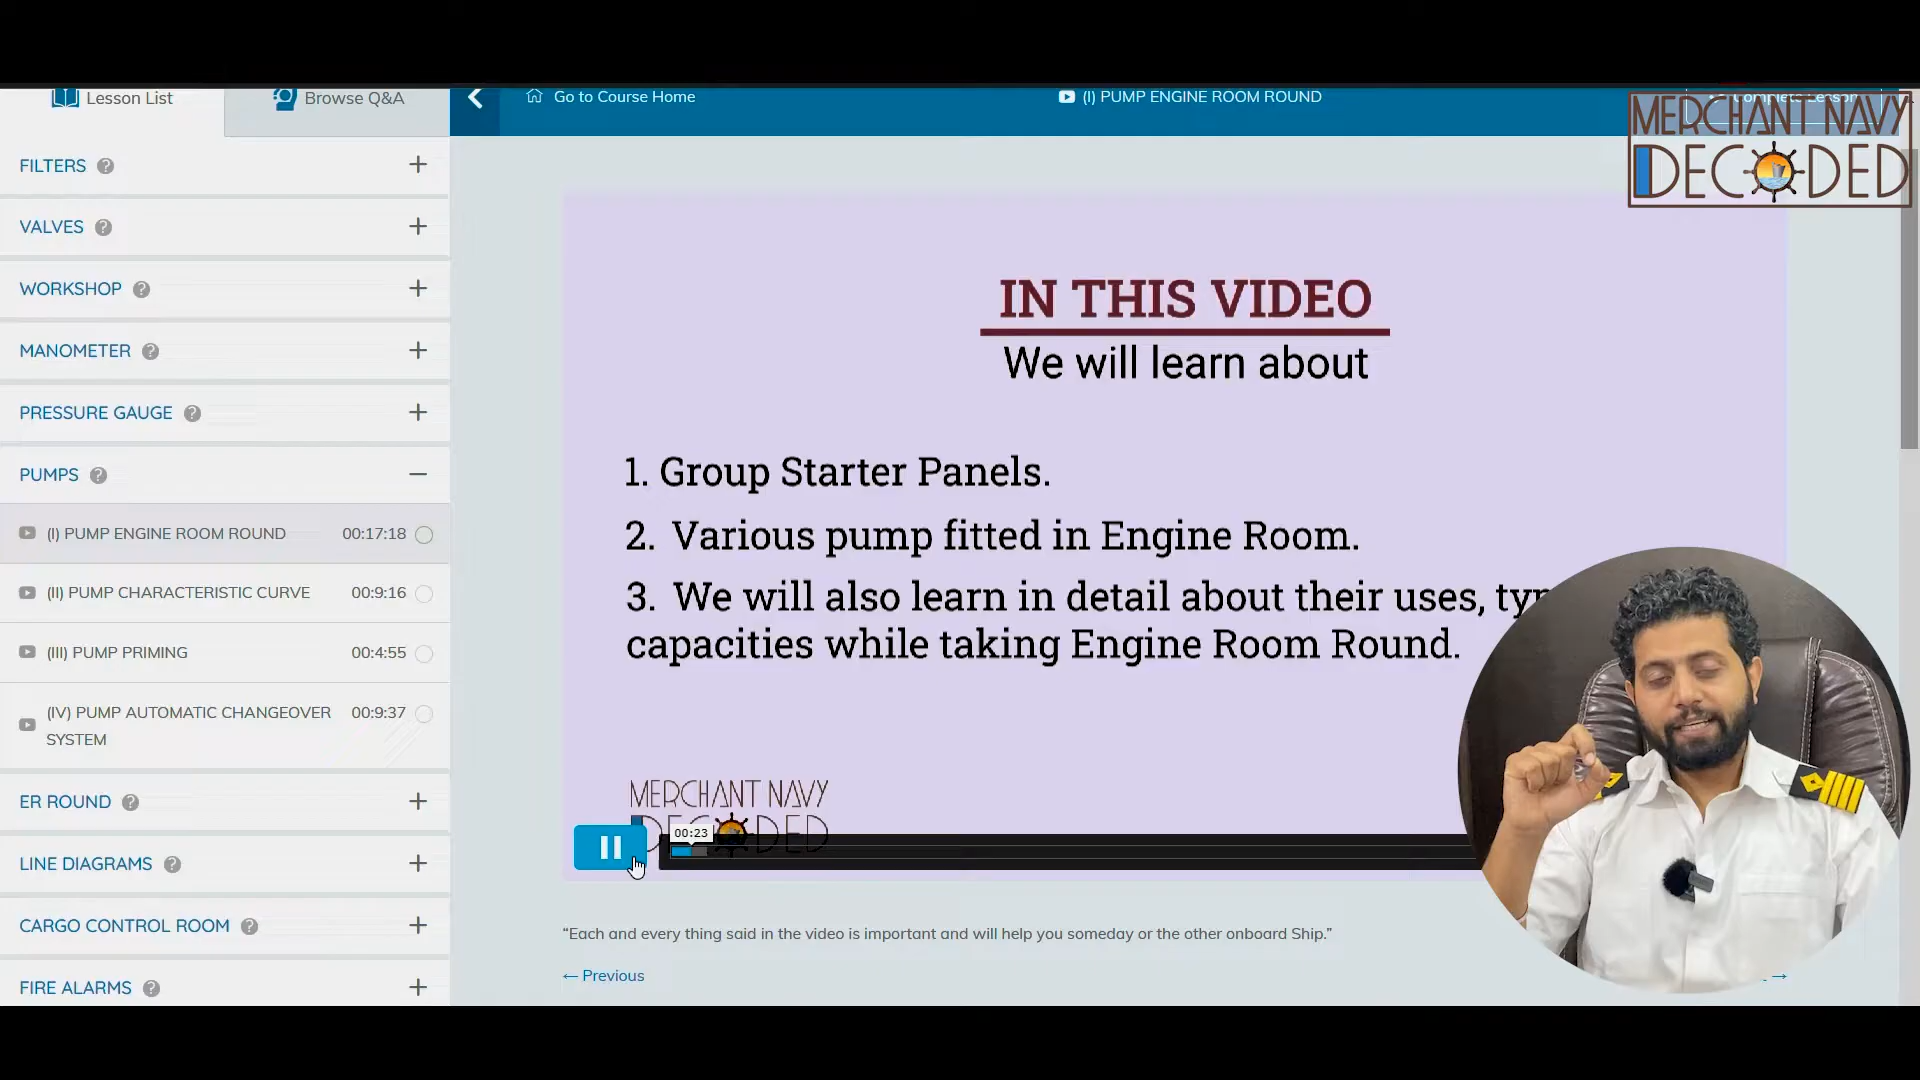 Lesson List
Browse Q&A
Go to Course Home
(I) PUMP ENGINE ROOM ROUND
Complete Lesson
MERCHANT NAVY
DECODED
FILTERS
VALVES
WORKSHOP
MANOMETER
PRESSURE GAUGE
PUMPS
(I) PUMP ENGINE ROOM ROUND 00:17:18
(II) PUMP CHARACTERISTIC CURVE 00:9:16
(III) PUMP PRIMING 00:4:55
(IV) PUMP AUTOMATIC CHANGEOVER 00:9:37
SYSTEM
ER ROUND
LINE DIAGRAMS
CARGO CONTROL ROOM
FIRE ALARMS
IN THIS VIDEO
We will learn about
1. Group Starter Panels.
2. Various pump fitted in Engine Room.
3. We will also learn in detail about their uses,
capacities while taking Engine Room Round.
MERCHANT NAVY
DECODED
00:23
“Each and every thing said in the video is important and will help you someday or the other onboard Ship.”
← Previous